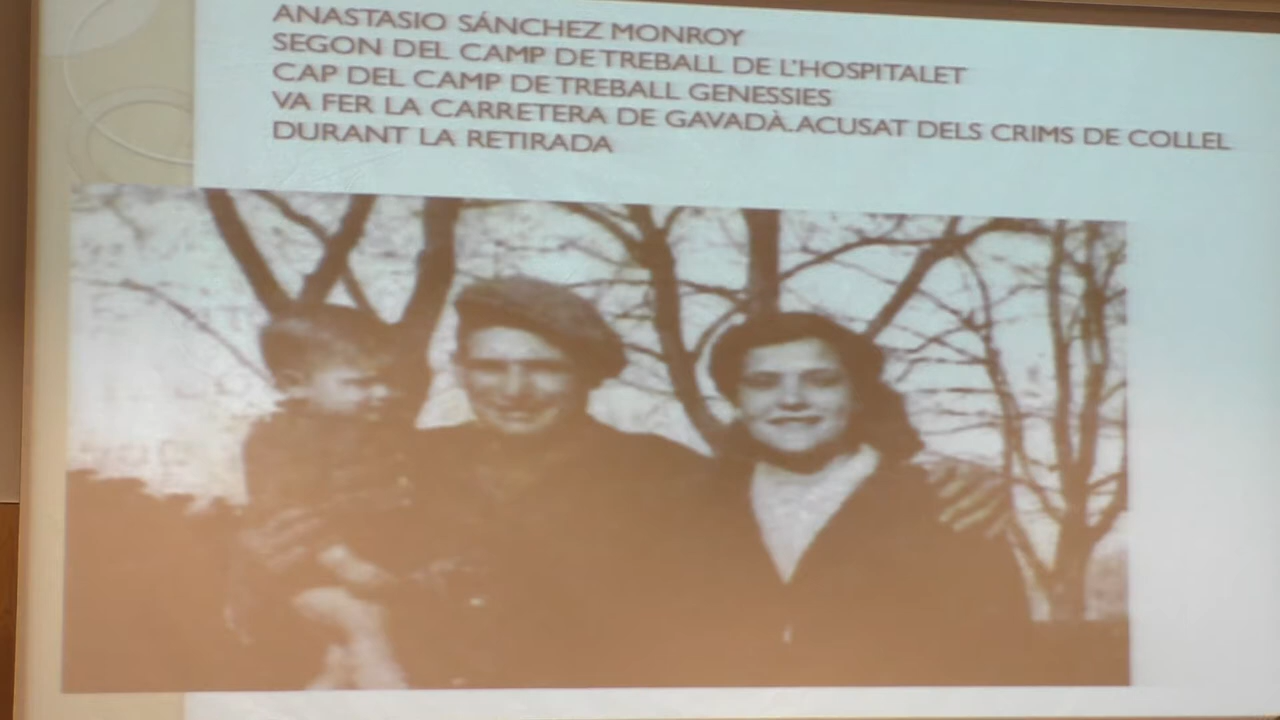 ANASTASIO SÁNCHEZ MONROY
SEGON DEL CAMP DE TREBALL DE L'HOSPITALET
CAP DEL CAMP DE TREBALL GENESSIES
VA FER LA CARRETERA DE GAVADÀ.ACUSAT DELS CRIMS DE COLLEL
DURANT LA RETIRADA